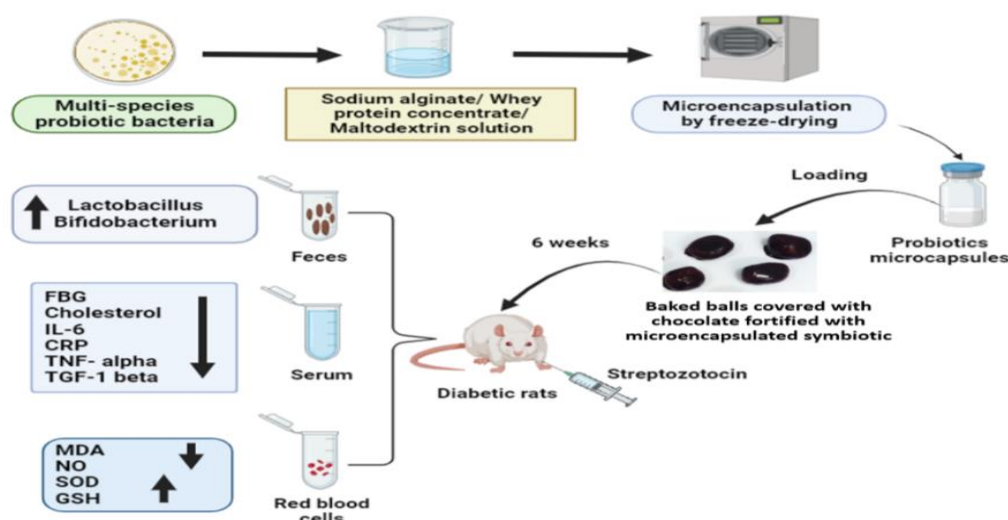 Multi-species
probiotic bacteria
Sodium alginate/ Whey
protein concentrate/
Maltodextrin solution
Microencapsulation
by freeze-drying
Loading
Probiotics
microcapsules
6 weeks
Baked balls covered with
chocolate fortified with
microencapsulated symbiotic
Streptozotocin
Diabetic rats
Lactobacillus
Bifidobacterium
Feces
FBG
Cholesterol
IL-6
CRP
TNF- alpha
TGF-1 beta
Serum
MDA
NO
SOD
GSH
Red blood
cells